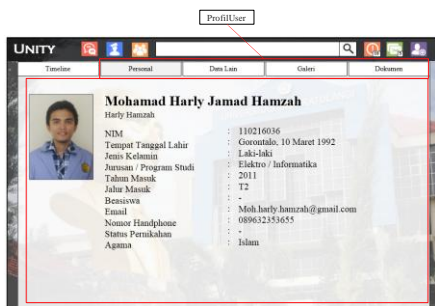 ProfilUser
UNITY
Timeline Personal Data Lain Galeri Dokumen
Mohamad Harly Jamad Hamzah
Harly Hamzah
NIM : 110216036
Tempat Tanggal Lahir : Gorontalo, 10 Maret 1992
Jenis Kelamin : Laki-laki
Jurusan / Program Studi : Elektro / Informatika
Tahun Masuk : 2011
Jalur Masuk : T2
Beasiswa : -
Email : Moh.harly.hamzah@gmail.com
Nomor Handphone : 089632353655
Status Pernikahan : -
Agama : Islam